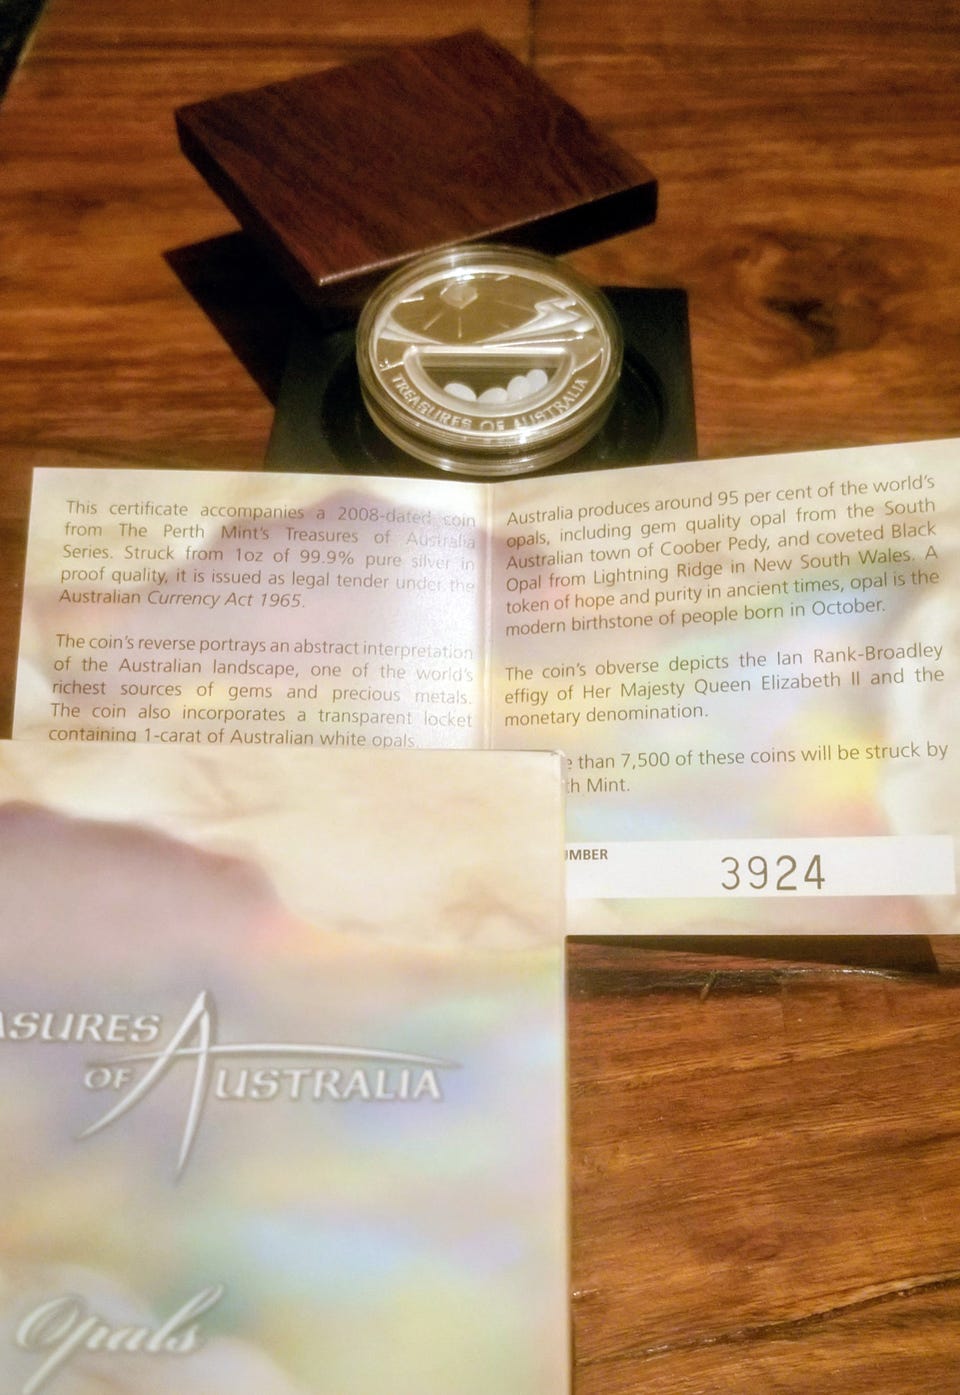 TREASURES OF AUSTRALIA
This certificate accompanies a 2008-dated coin
from The Perth Mint's Treasures of Australia
Series. Struck from 1oz of 99.9% pure silver in
proof quality, it is issued as legal tender under the
Australian Currency Act 1965.
The coin's reverse portrays an abstract interpretation
of the Australian landscape, one of the world's
richest sources of gems and precious metals.
The coin also incorporates a transparent locket
containing 1-carat of Australian white opals.
Australia produces around 95 per cent of the world's
opals, including gem quality opal from the South
Australian town of Coober Pedy, and coveted Black
Opal from Lightning Ridge in New South Wales. A
token of hope and purity in ancient times, opal is the
modern birthstone of people born in October.
The coin's obverse depicts the Ian Rank-Broadley
effigy of Her Majesty Queen Elizabeth II and the
monetary denomination.
e than 7,500 of these coins will be struck by
th Mint.
UMBER
3924
ASURES
OF AUSTRALIA
Opals